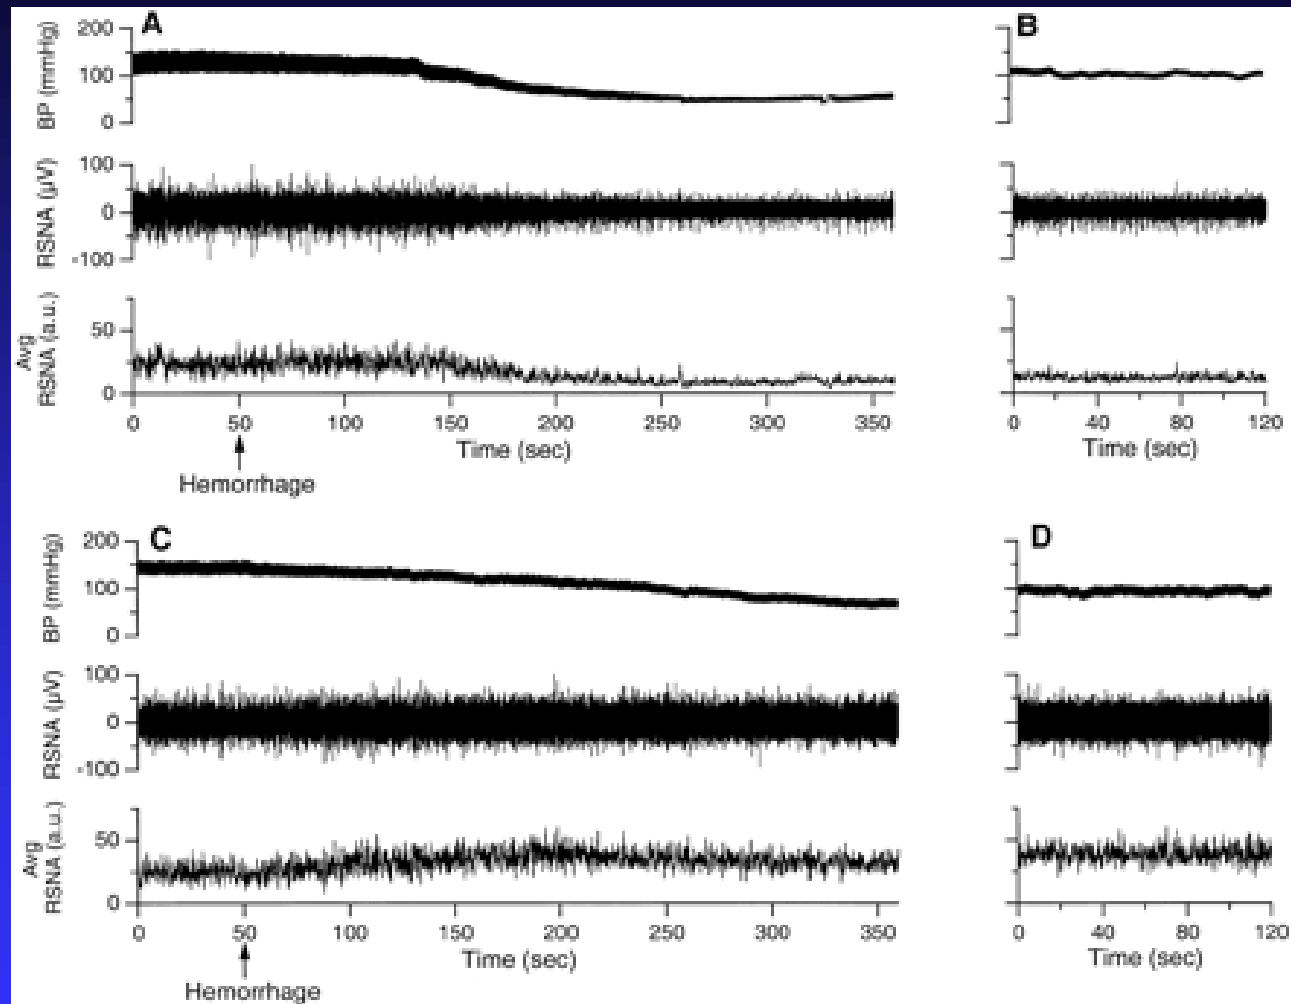 A
B
BP (mmHg)
200
100
0
RSNA (µV)
100
0
-100
Avg
RSNA (a.u.)
50
0
0 50 100 150 200 250 300 350
Time (sec)
Hemorrhage
0 40 80 120
Time (sec)
C
D
BP (mmHg)
200
100
0
RSNA (µV)
100
0
-100
Avg
RSNA (a.u.)
50
0
0 50 100 150 200 250 300 350
Time (sec)
Hemorrhage
0 40 80 120
Time (sec)